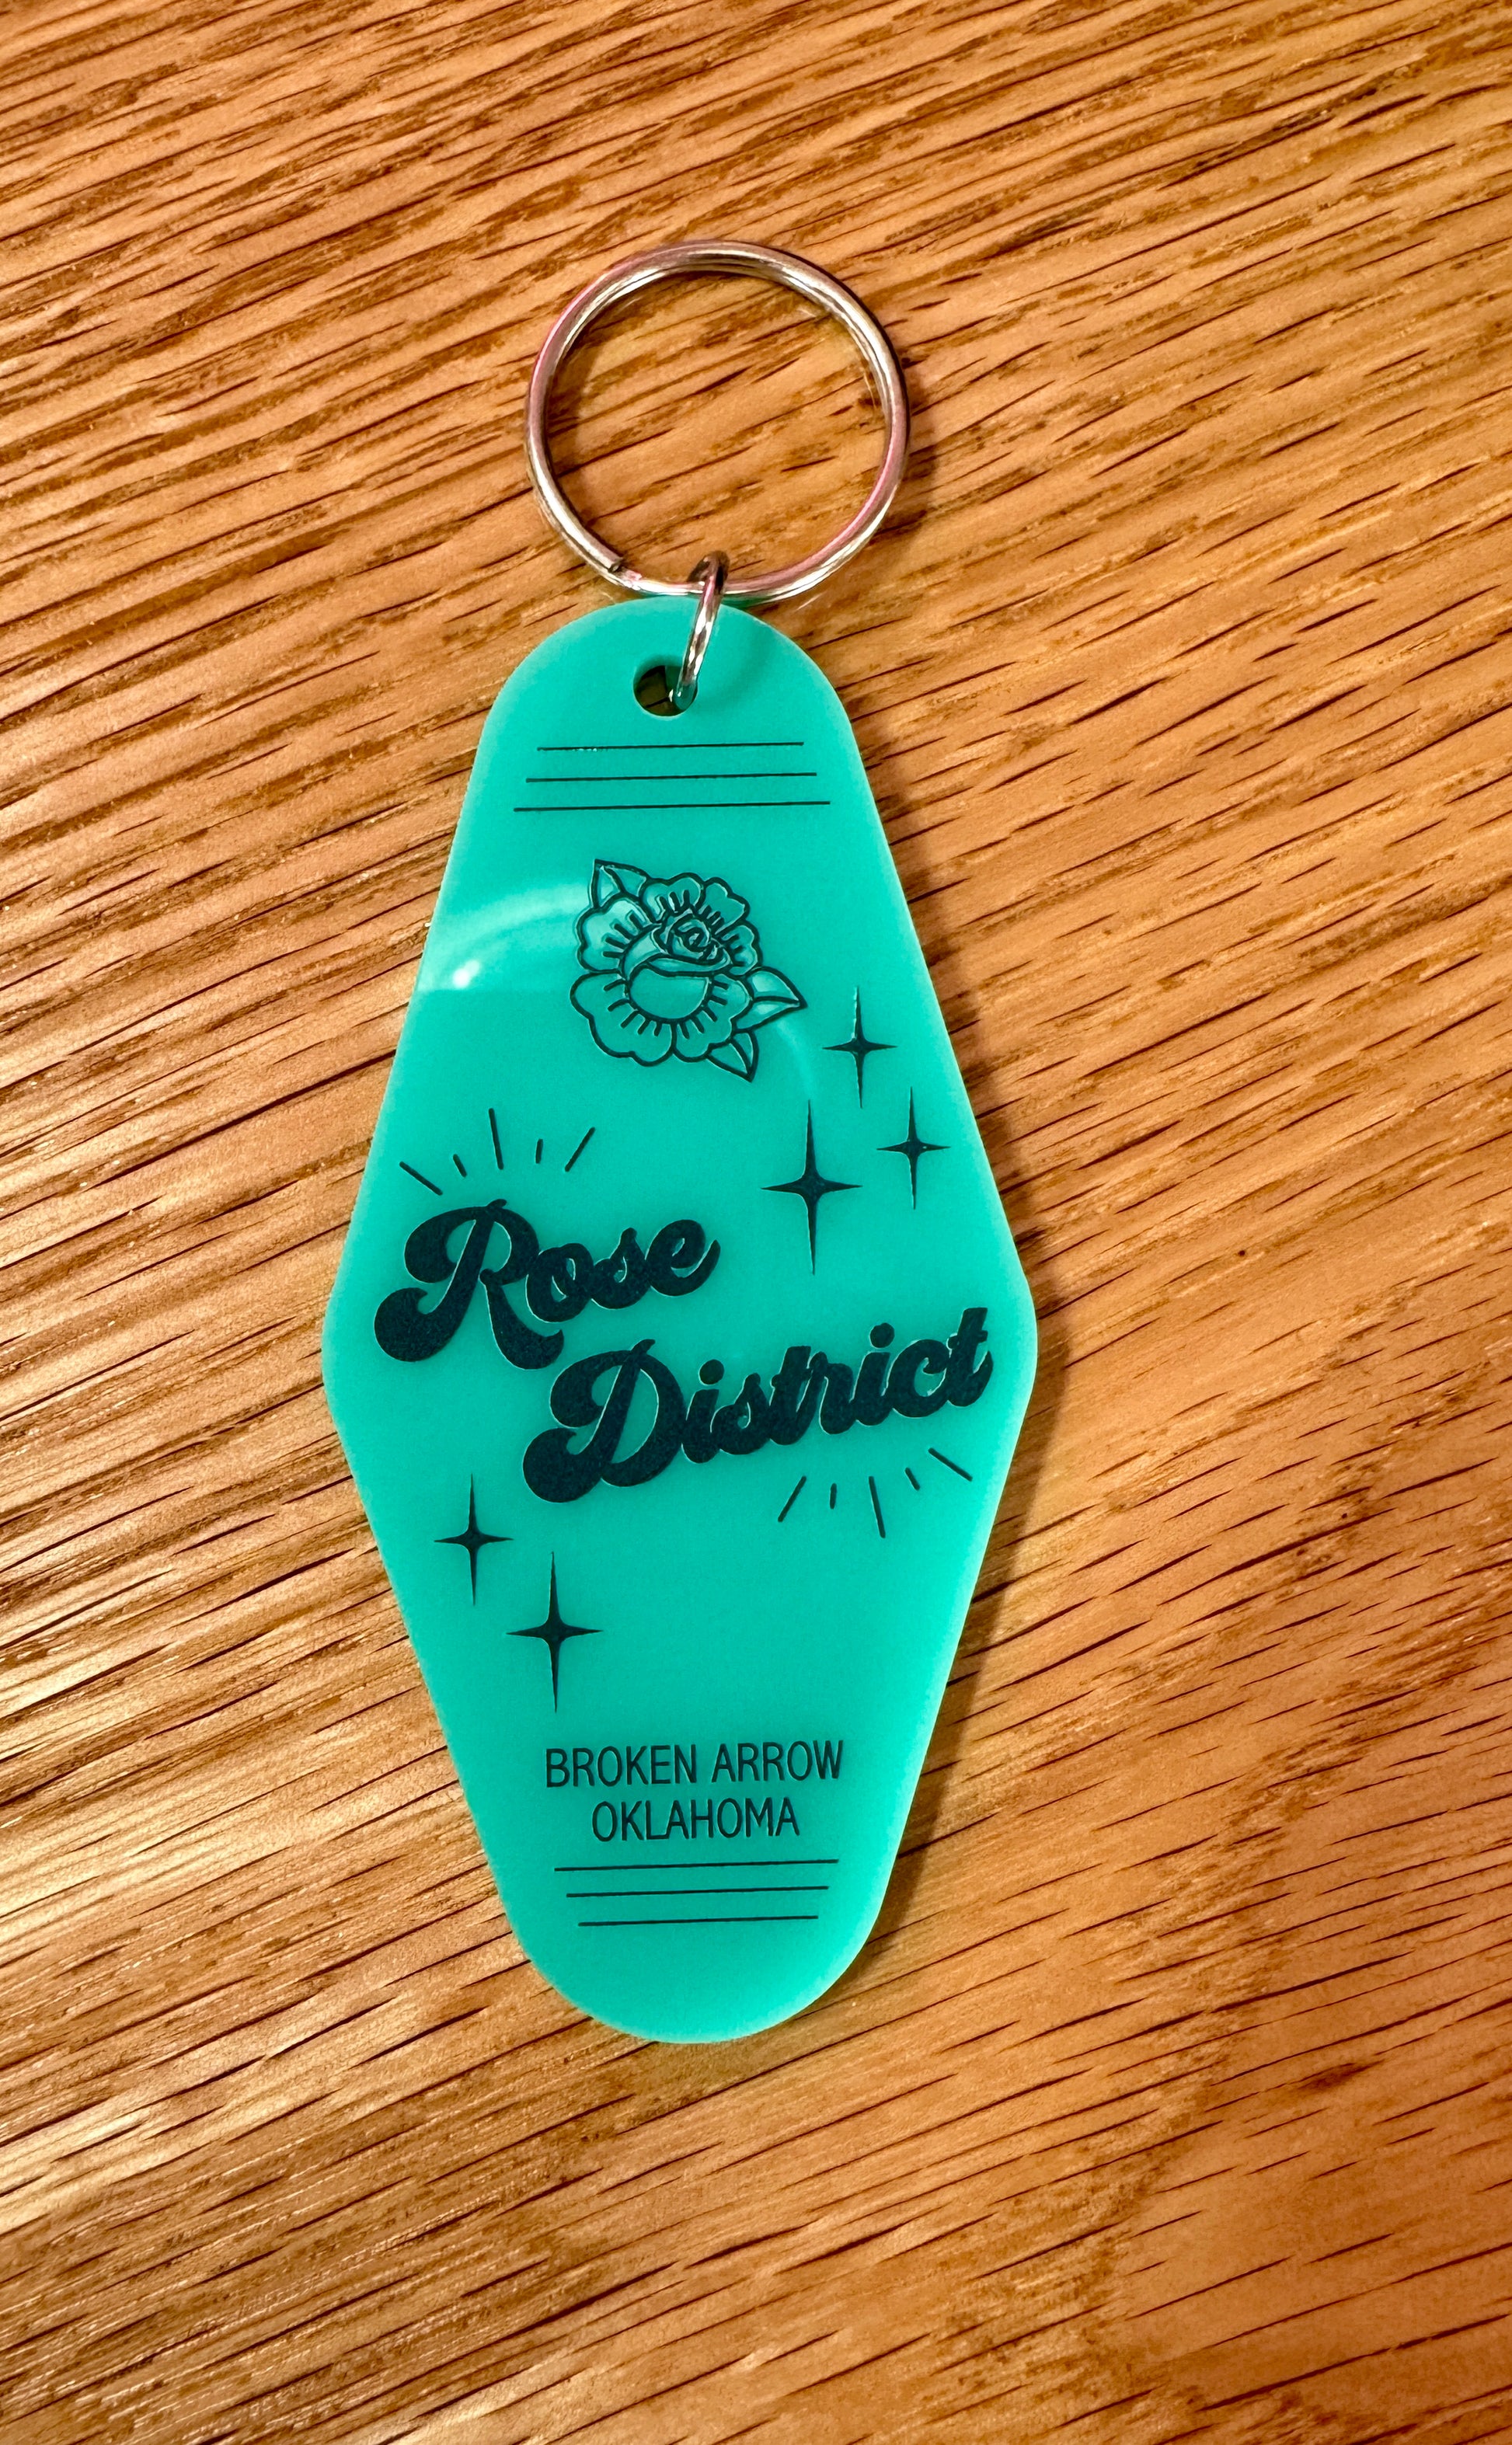 Rose
District
BROKEN ARROW
OKLAHOMA